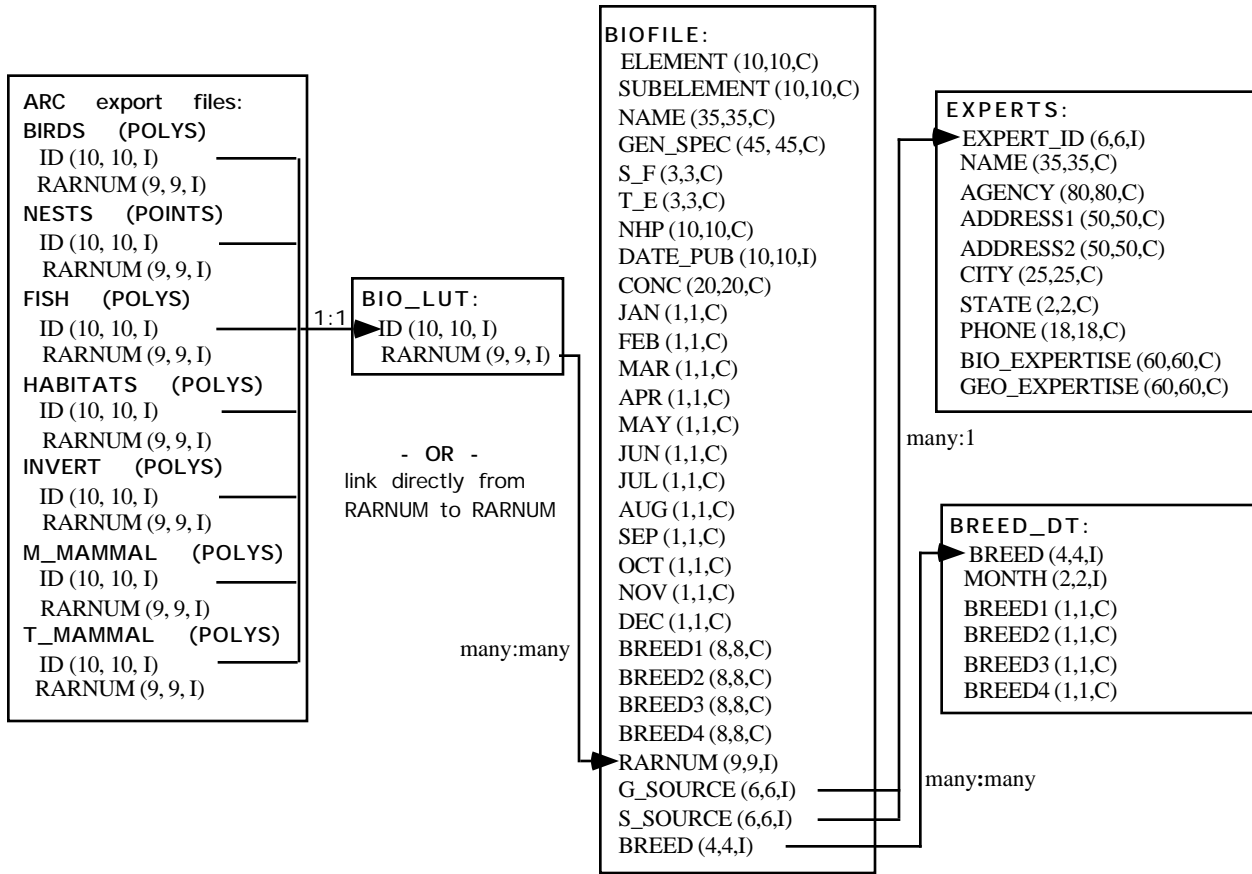 ARC export files:
BIRDS (POLYS)
ID (10, 10, I)
RARNUM (9, 9, I)
NESTS (POINTS)
ID (10, 10, I)
RARNUM (9, 9, I)
FISH (POLYS)
ID (10, 10, I)
RARNUM (9, 9, I)
HABITATS (POLYS)
ID (10, 10, I)
RARNUM (9, 9, I)
INVERT (POLYS)
ID (10, 10, I)
RARNUM (9, 9, I)
M_MAMMAL (POLYS)
ID (10, 10, I)
RARNUM (9, 9, I)
T_MAMMAL (POLYS)
ID (10, 10, I)
RARNUM (9, 9, I)
1:1
BIO_LUT:
ID (10, 10, I)
RARNUM (9, 9, I)
- OR -
link directly from
RARNUM to RARNUM
many:many
BIOFILE:
ELEMENT (10,10,C)
SUBELEMENT (10,10,C)
NAME (35,35,C)
GEN_SPEC (45, 45,C)
S_F (3,3,C)
T_E (3,3,C)
NHP (10,10,C)
DATE_PUB (10,10,I)
CONC (20,20,C)
JAN (1,1,C)
FEB (1,1,C)
MAR (1,1,C)
APR (1,1,C)
MAY (1,1,C)
JUN (1,1,C)
JUL (1,1,C)
AUG (1,1,C)
SEP (1,1,C)
OCT (1,1,C)
NOV (1,1,C)
DEC (1,1,C)
BREED1 (8,8,C)
BREED2 (8,8,C)
BREED3 (8,8,C)
BREED4 (8,8,C)
RARNUM (9,9,I)
G_SOURCE (6,6,I)
S_SOURCE (6,6,I)
BREED (4,4,I)
EXPERTS:
EXPERT_ID (6,6,I)
NAME (35,35,C)
AGENCY (80,80,C)
ADDRESS1 (50,50,C)
ADDRESS2 (50,50,C)
CITY (25,25,C)
STATE (2,2,C)
PHONE (18,18,C)
BIO_EXPERTISE (60,60,C)
GEO_EXPERTISE (60,60,C)
many:1
BREED_DT:
BREED (4,4,I)
MONTH (2,2,I)
BREED1 (1,1,C)
BREED2 (1,1,C)
BREED3 (1,1,C)
BREED4 (1,1,C)
many:many